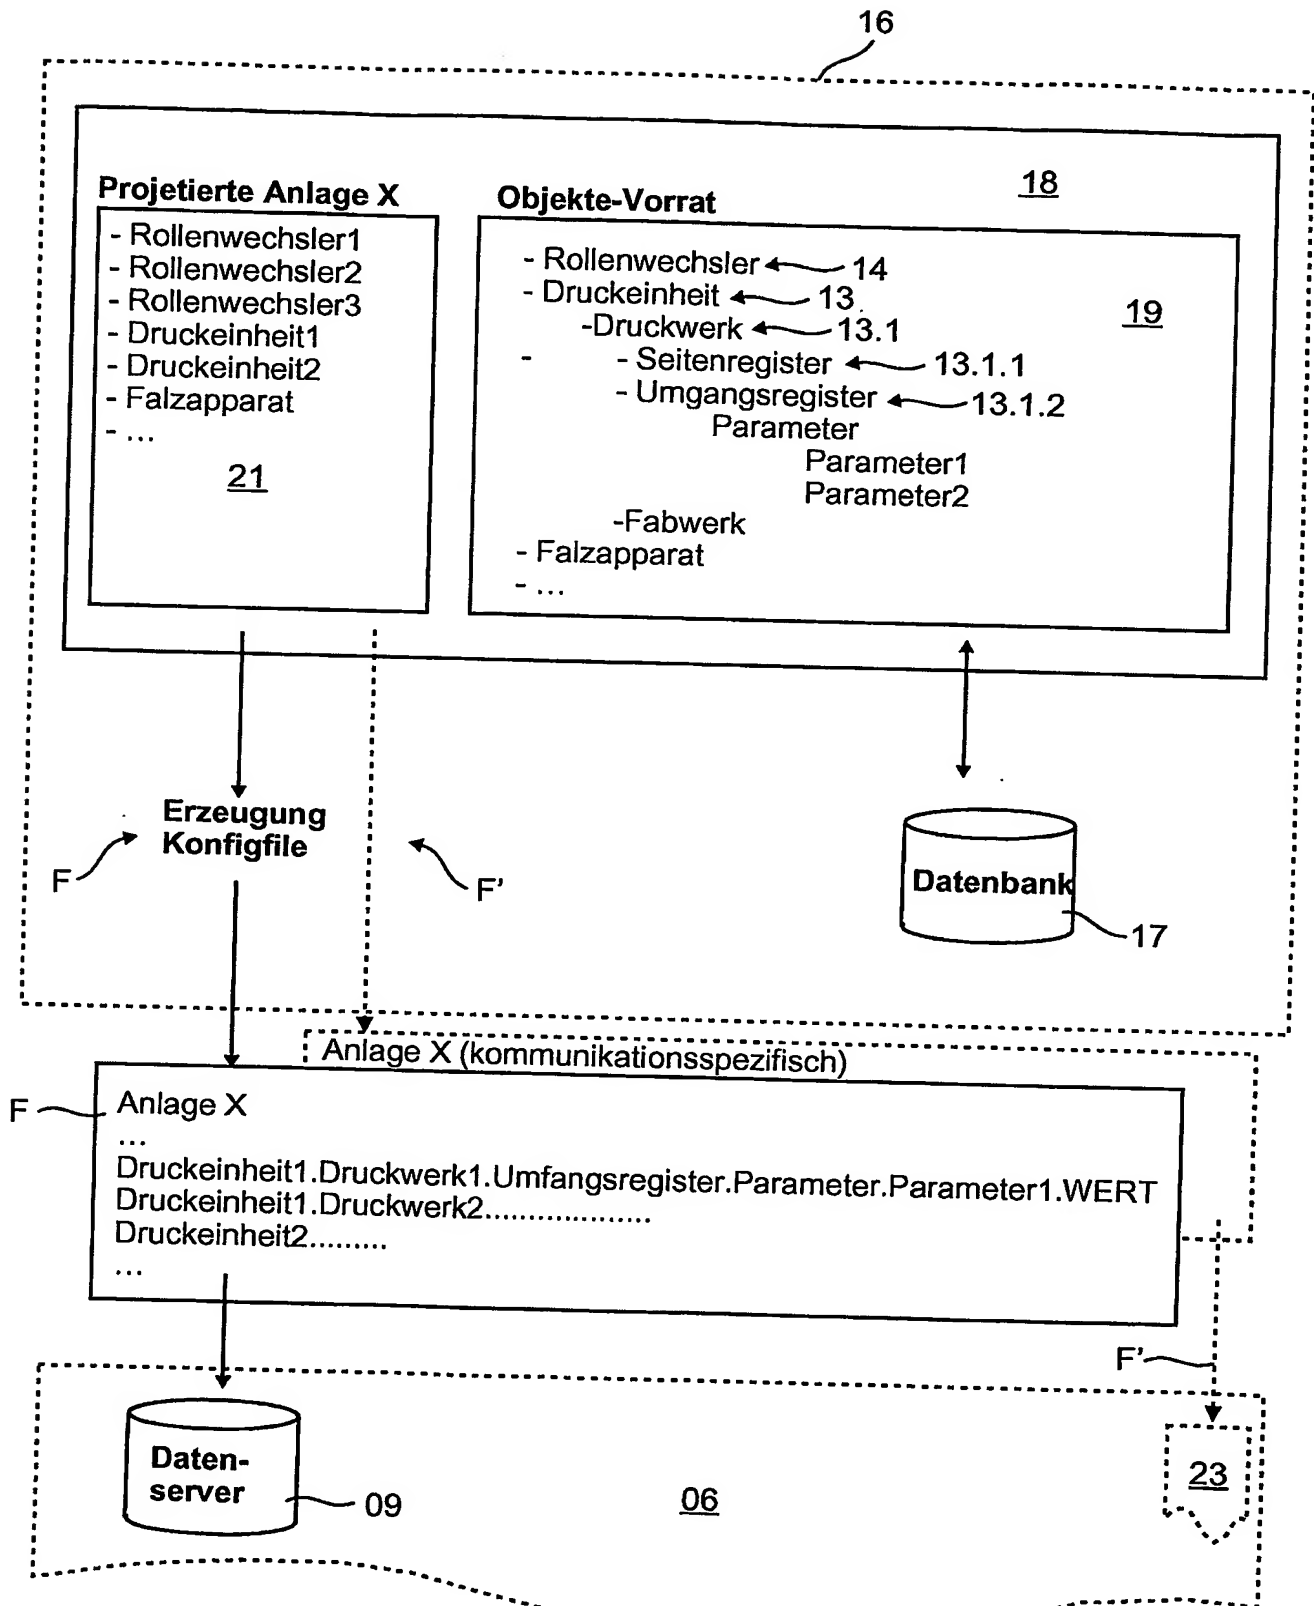 16
18
Projetierte Anlage X
- Rollenwechsler1
- Rollenwechsler2
- Rollenwechsler3
- Druckeinheit1
- Druckeinheit2
- Falzapparat
- ...
21
Objekte-Vorrat
- Rollenwechsler 14
- Druckeinheit 13
19
-Druckwerk 13.1
- - Seitenregister 13.1.1
- Umgangsregister 13.1.2
Parameter
Parameter1
Parameter2
-Fabwerk
- Falzapparat
- ...
Erzeugung
Konfigfile
F
F'
Datenbank
17
Anlage X (kommunikationsspezifisch)
F
Anlage X
...
Druckeinheit1.Druckwerk1.Umfangsregister.Parameter.Parameter1.WERT
Druckeinheit1.Druckwerk2...................
Druckeinheit2.........
...
F'
Daten-
server
09
06
23